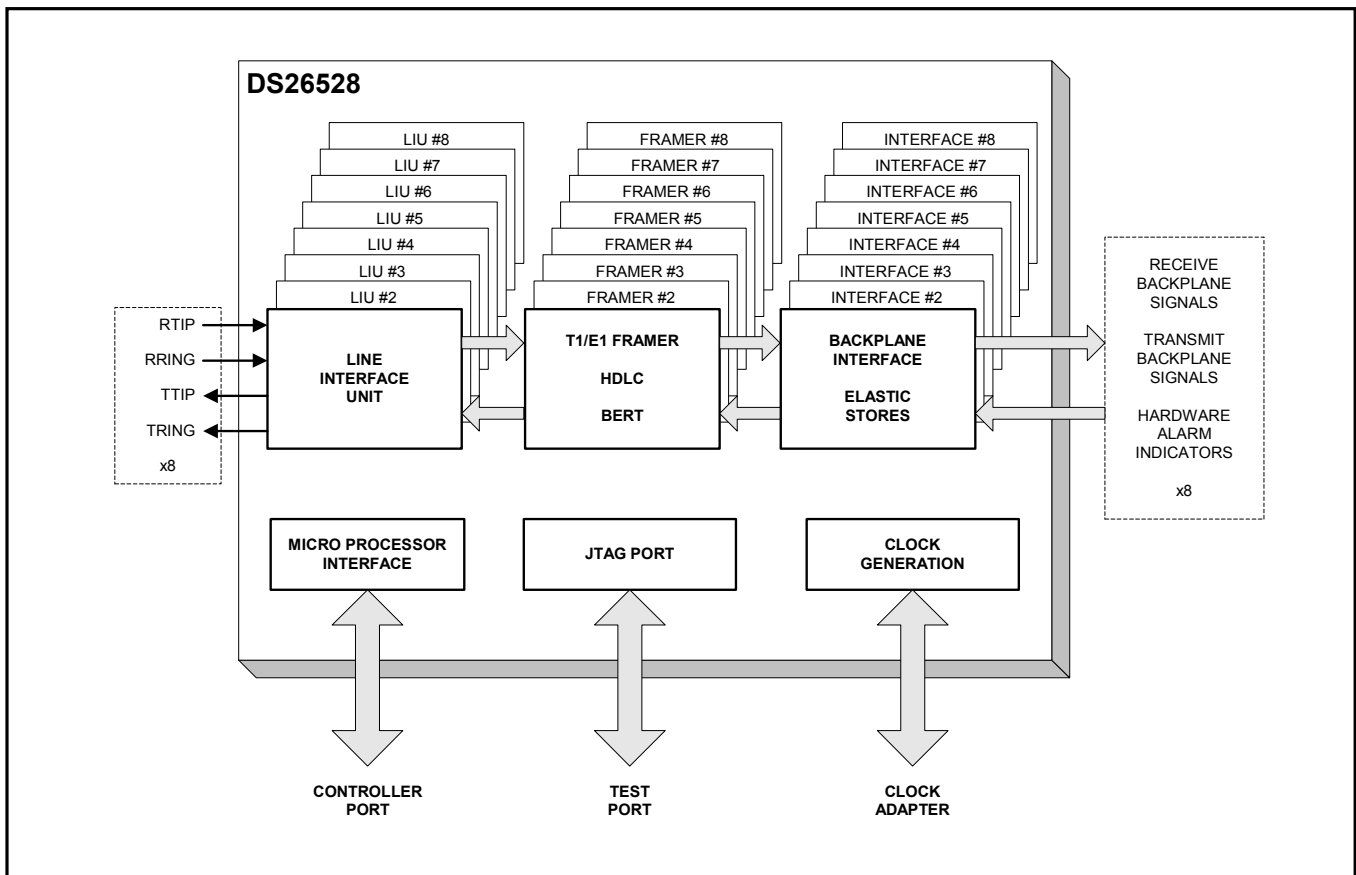 DS26528
LIU #8
LIU #7
LIU #6
LIU #5
LIU #4
LIU #3
LIU #2
LINE
INTERFACE
UNIT
FRAMER #8
FRAMER #7
FRAMER #6
FRAMER #5
FRAMER #4
FRAMER #3
FRAMER #2
T1/E1 FRAMER
HDLC
BERT
INTERFACE #8
INTERFACE #7
INTERFACE #6
INTERFACE #5
INTERFACE #4
INTERFACE #3
INTERFACE #2
BACKPLANE
INTERFACE
ELASTIC
STORES
RTIP
RRING
TTIP
TRING
x8
RECEIVE
BACKPLANE
SIGNALS
TRANSMIT
BACKPLANE
SIGNALS
HARDWARE
ALARM
INDICATORS
x8
MICRO PROCESSOR
INTERFACE
JTAG PORT
CLOCK
GENERATION
CONTROLLER
PORT
TEST
PORT
CLOCK
ADAPTER